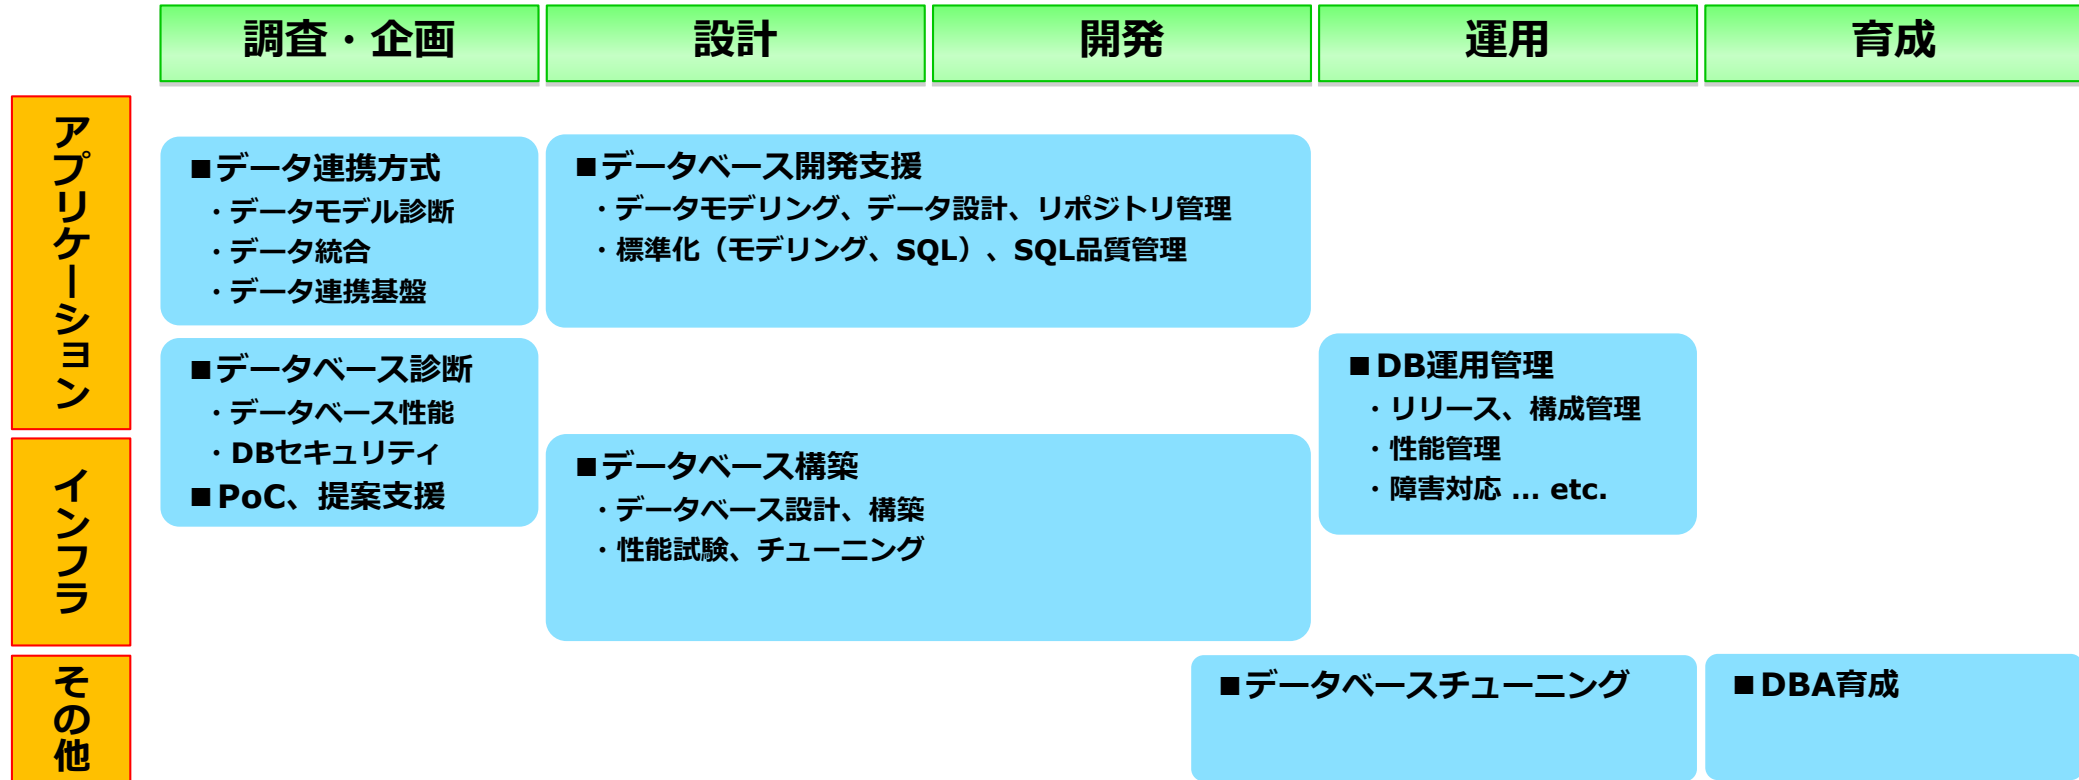 調査・企画
設計
開発
運用
育成
アプリケーション
■データ連携方式
・データモデル診断
・データ統合
・データ連携基盤
■データベース開発支援
・データモデリング、データ設計、リポジトリ管理
・標準化（モデリング、SQL）、SQL品質管理
■データベース診断
・データベース性能
・DBセキュリティ
■PoC、提案支援
■DB運用管理
・リリース、構成管理
・性能管理
・障害対応 ... etc.
インフラ
■データベース構築
・データベース設計、構築
・性能試験、チューニング
その他
■データベースチューニング
■DBA育成